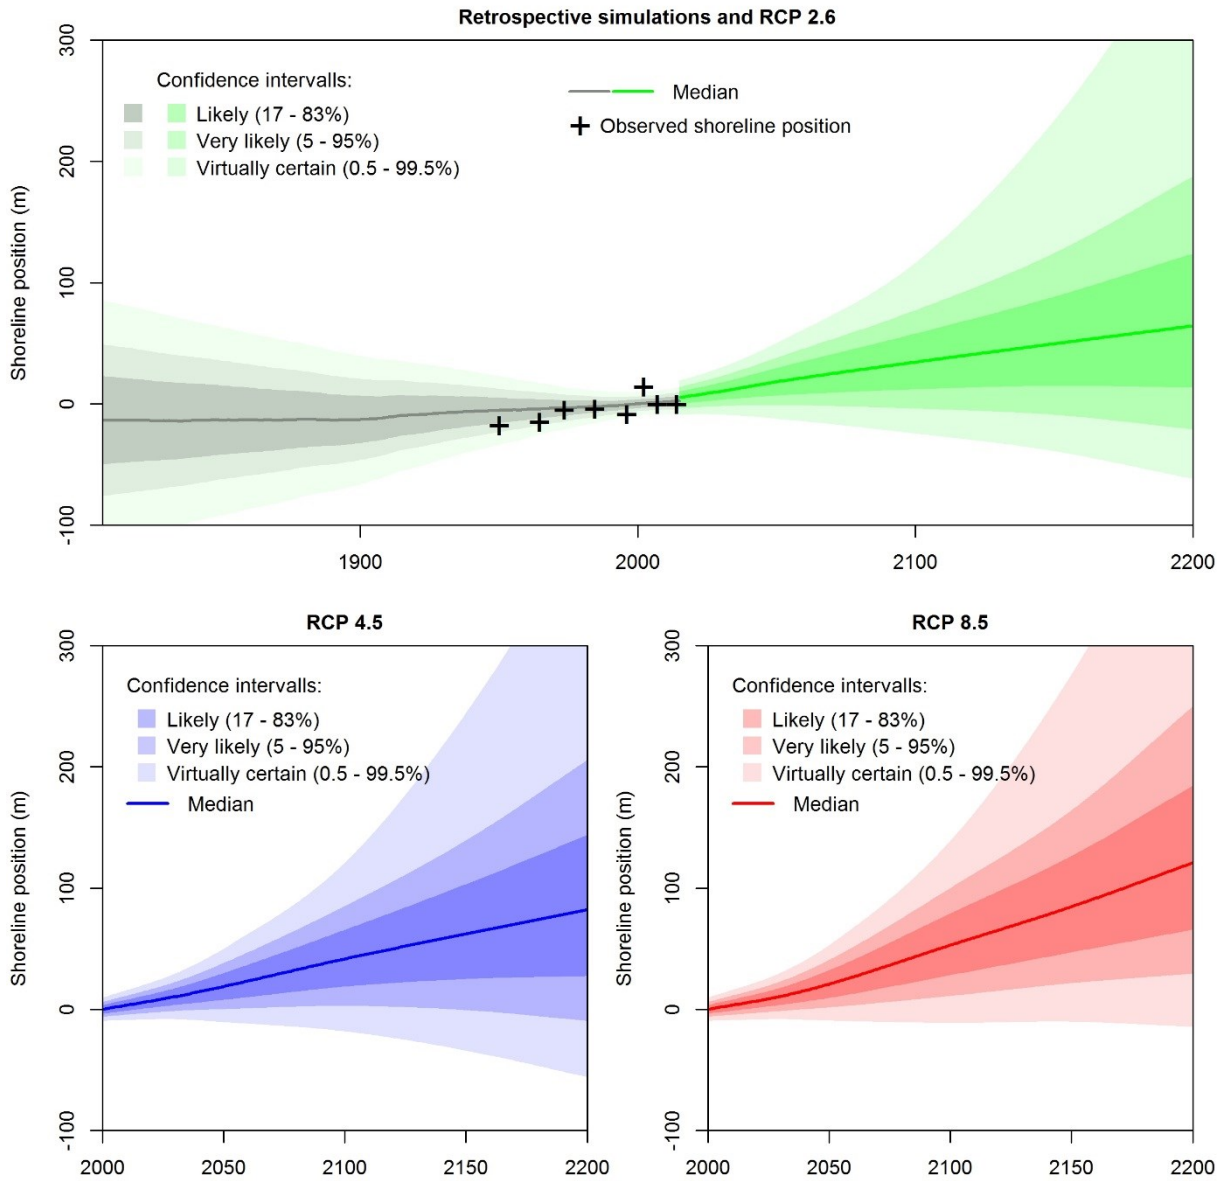 Retrospective simulations and RCP 2.6
Shoreline position (m)
300
200
100
0
-100
Confidence intervalls:
Likely (17 - 83%)
Very likely (5 - 95%)
Virtually certain (0.5 - 99.5%)
Median
Observed shoreline position
1900
2000
2100
2200
RCP 4.5
Shoreline position (m)
300
200
100
0
-100
Confidence intervalls:
Likely (17 - 83%)
Very likely (5 - 95%)
Virtually certain (0.5 - 99.5%)
Median
2000
2050
2100
2150
2200
RCP 8.5
Shoreline position (m)
300
200
100
0
-100
Confidence intervalls:
Likely (17 - 83%)
Very likely (5 - 95%)
Virtually certain (0.5 - 99.5%)
Median
2000
2050
2100
2150
2200